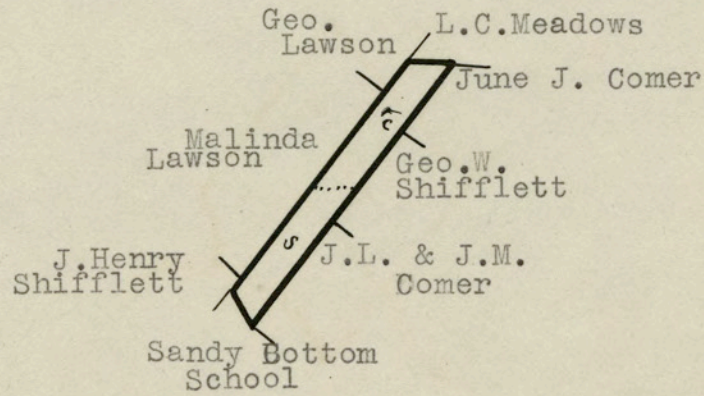 Geo.
Lawson
L.C.Meadows
June J. Comer
Malinda
Lawson
Geo.W.
Shifflett
S
J.Henry
Shifflett
J.L. & J.M.
Comer
Sandy Bottom
School